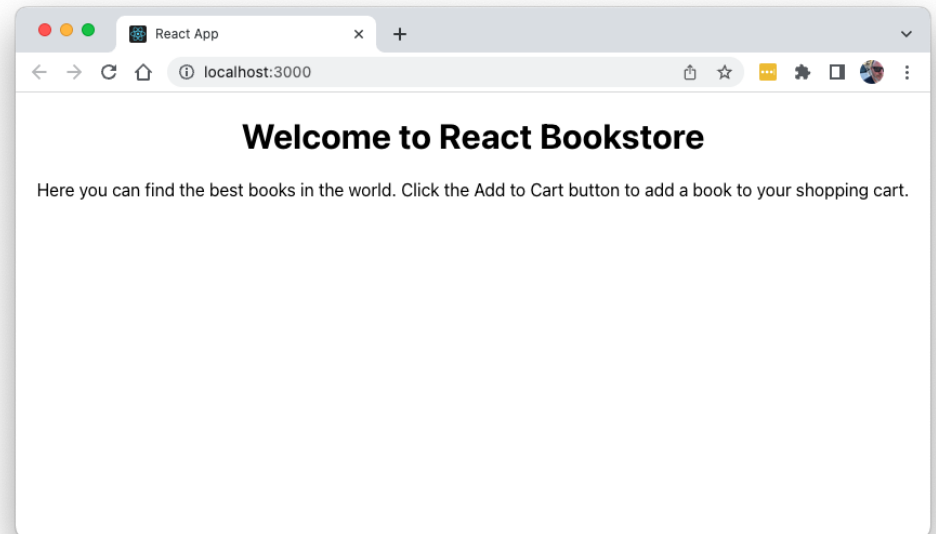 React App
localhost:3000
Welcome to React Bookstore
Here you can find the best books in the world. Click the Add to Cart button to add a book to your shopping cart.